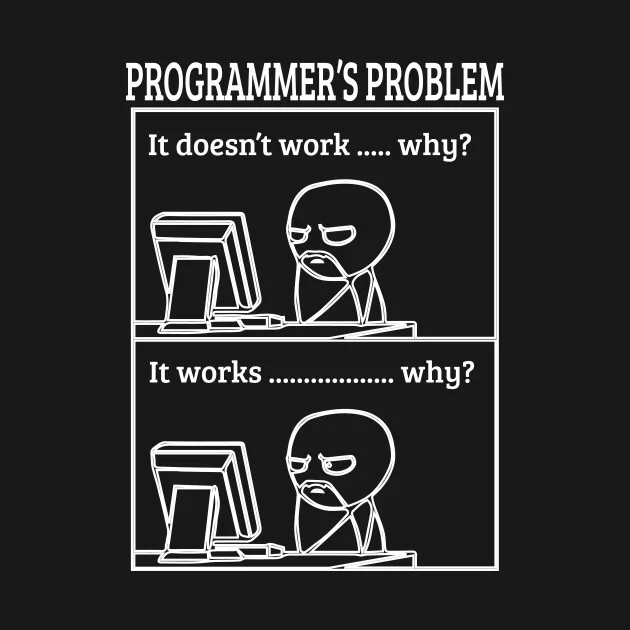 PROGRAMMER’S PROBLEM
It doesn’t work ..... why?
It works .................. why?